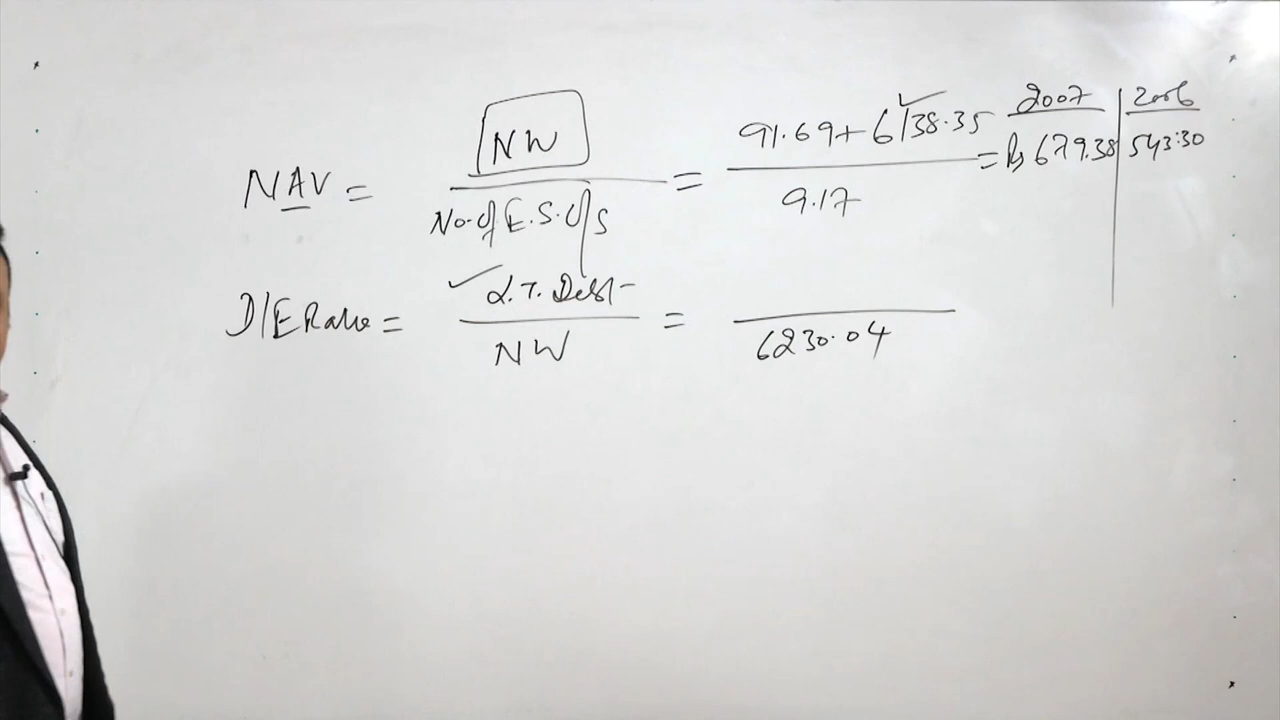 2007 2006
NAV = NW / No. of E. S. o/s = 91.69 + 6138.35 / 9.17 = Rs 679.38 543.30
D/E Ratio = L.T. Debt / NW = 6230.04